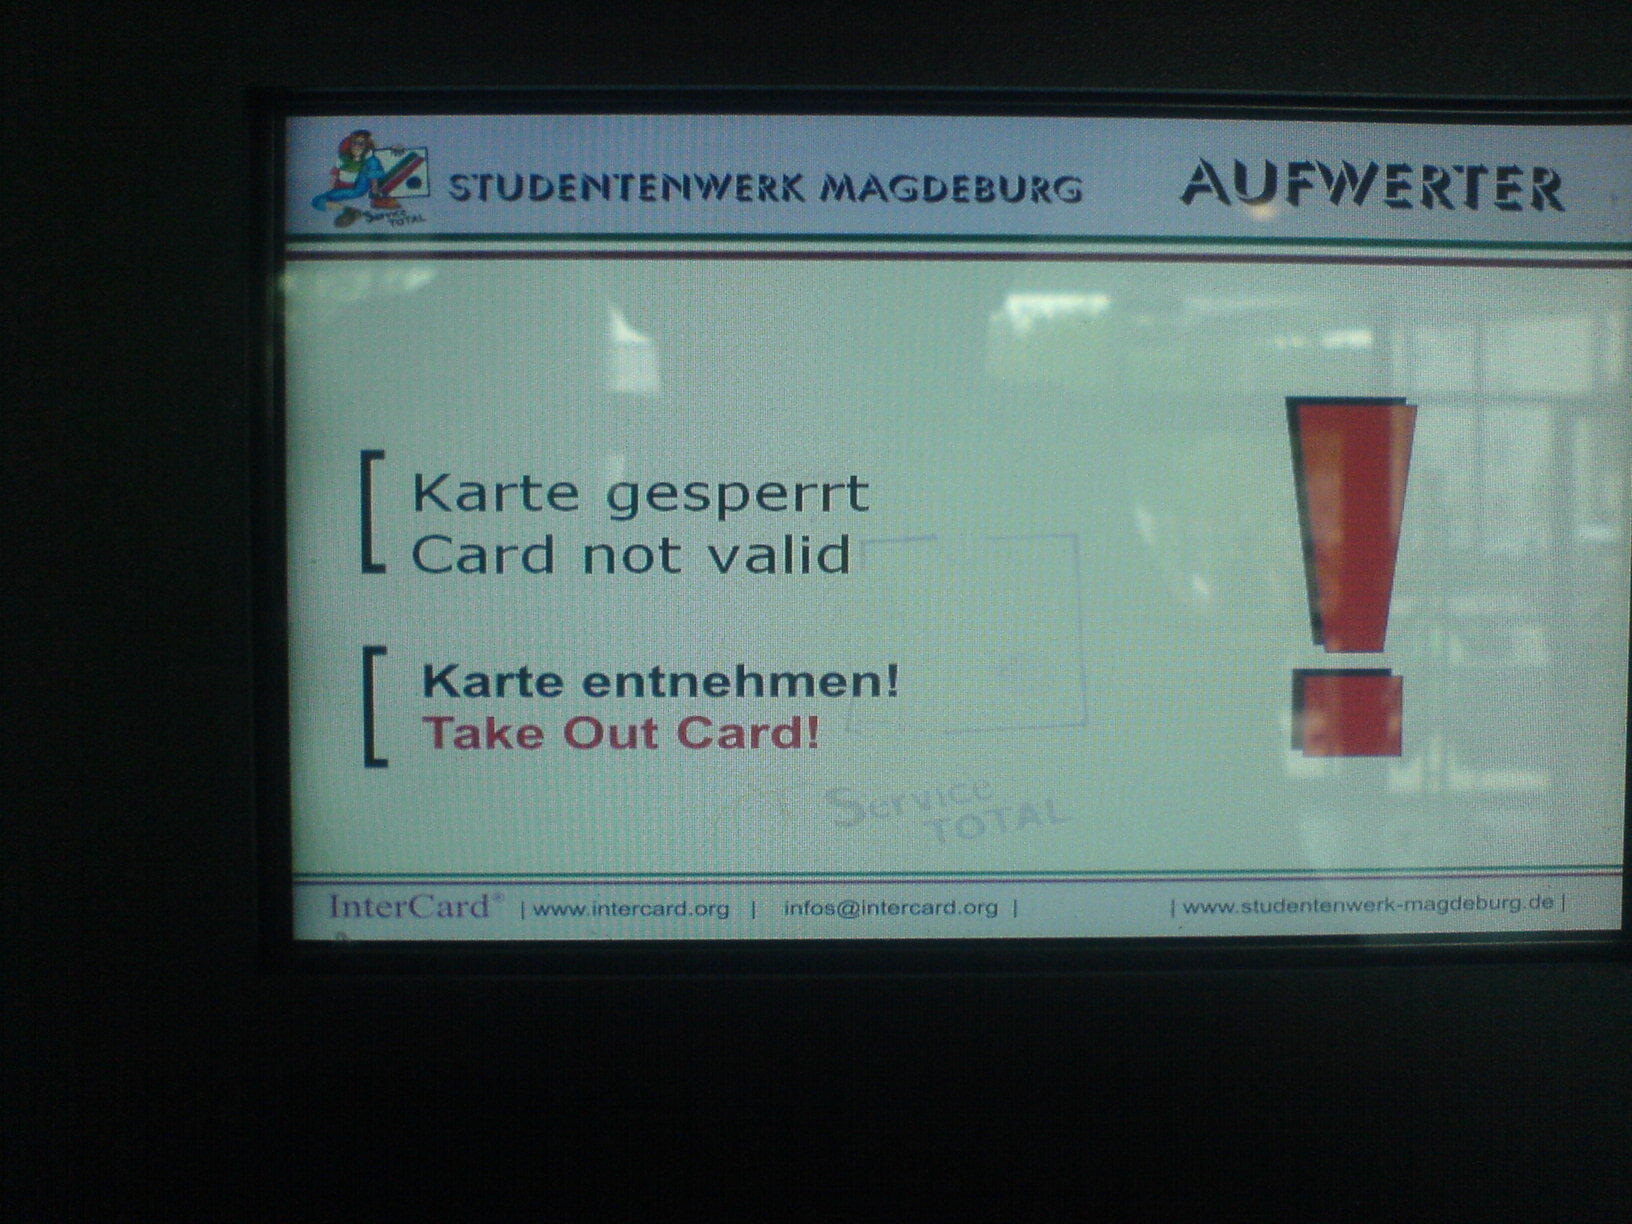 Service
TOTAL
STUDENTENWERK MAGDEBURG
AUFWERTER
Karte gesperrt
Card not valid
Karte entnehmen!
Take Out Card!
Service
TOTAL
InterCard® | www.intercard.org | infos@intercard.org | | www.studentenwerk-magdeburg.de |